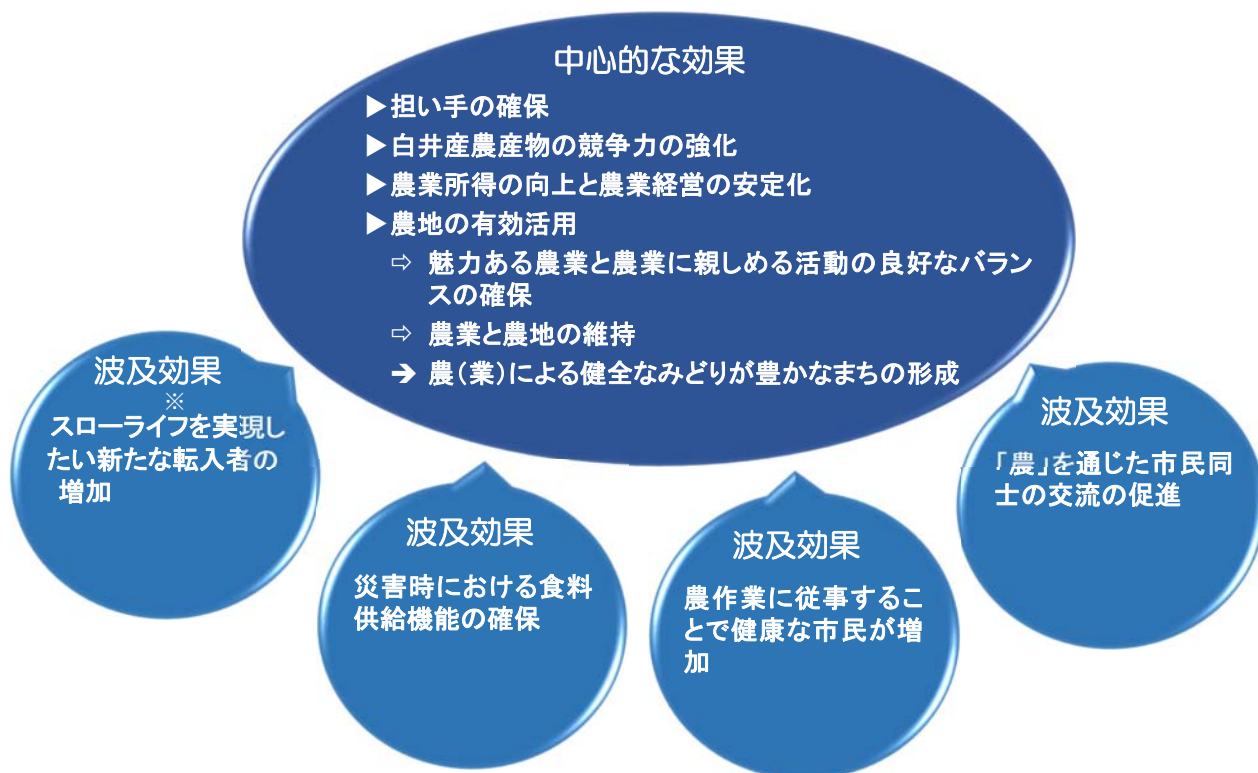 中心的な効果
▶担い手の確保
▶白井産農産物の競争力の強化
▶農業所得の向上と農業経営の安定化
▶農地の有効活用
⇨ 魅力ある農業と農業に親しめる活動の良好なバラン
スの確保
⇨ 農業と農地の維持
➔ 農(業)による健全なみどりが豊かなまちの形成
波及効果
※
スローライフを実現し
たい新たな転入者の
増加
波及効果
災害時における食料
供給機能の確保
波及効果
農作業に従事するこ
とで健康な市民が増
加
波及効果
「農」を通じた市民同
士の交流の促進